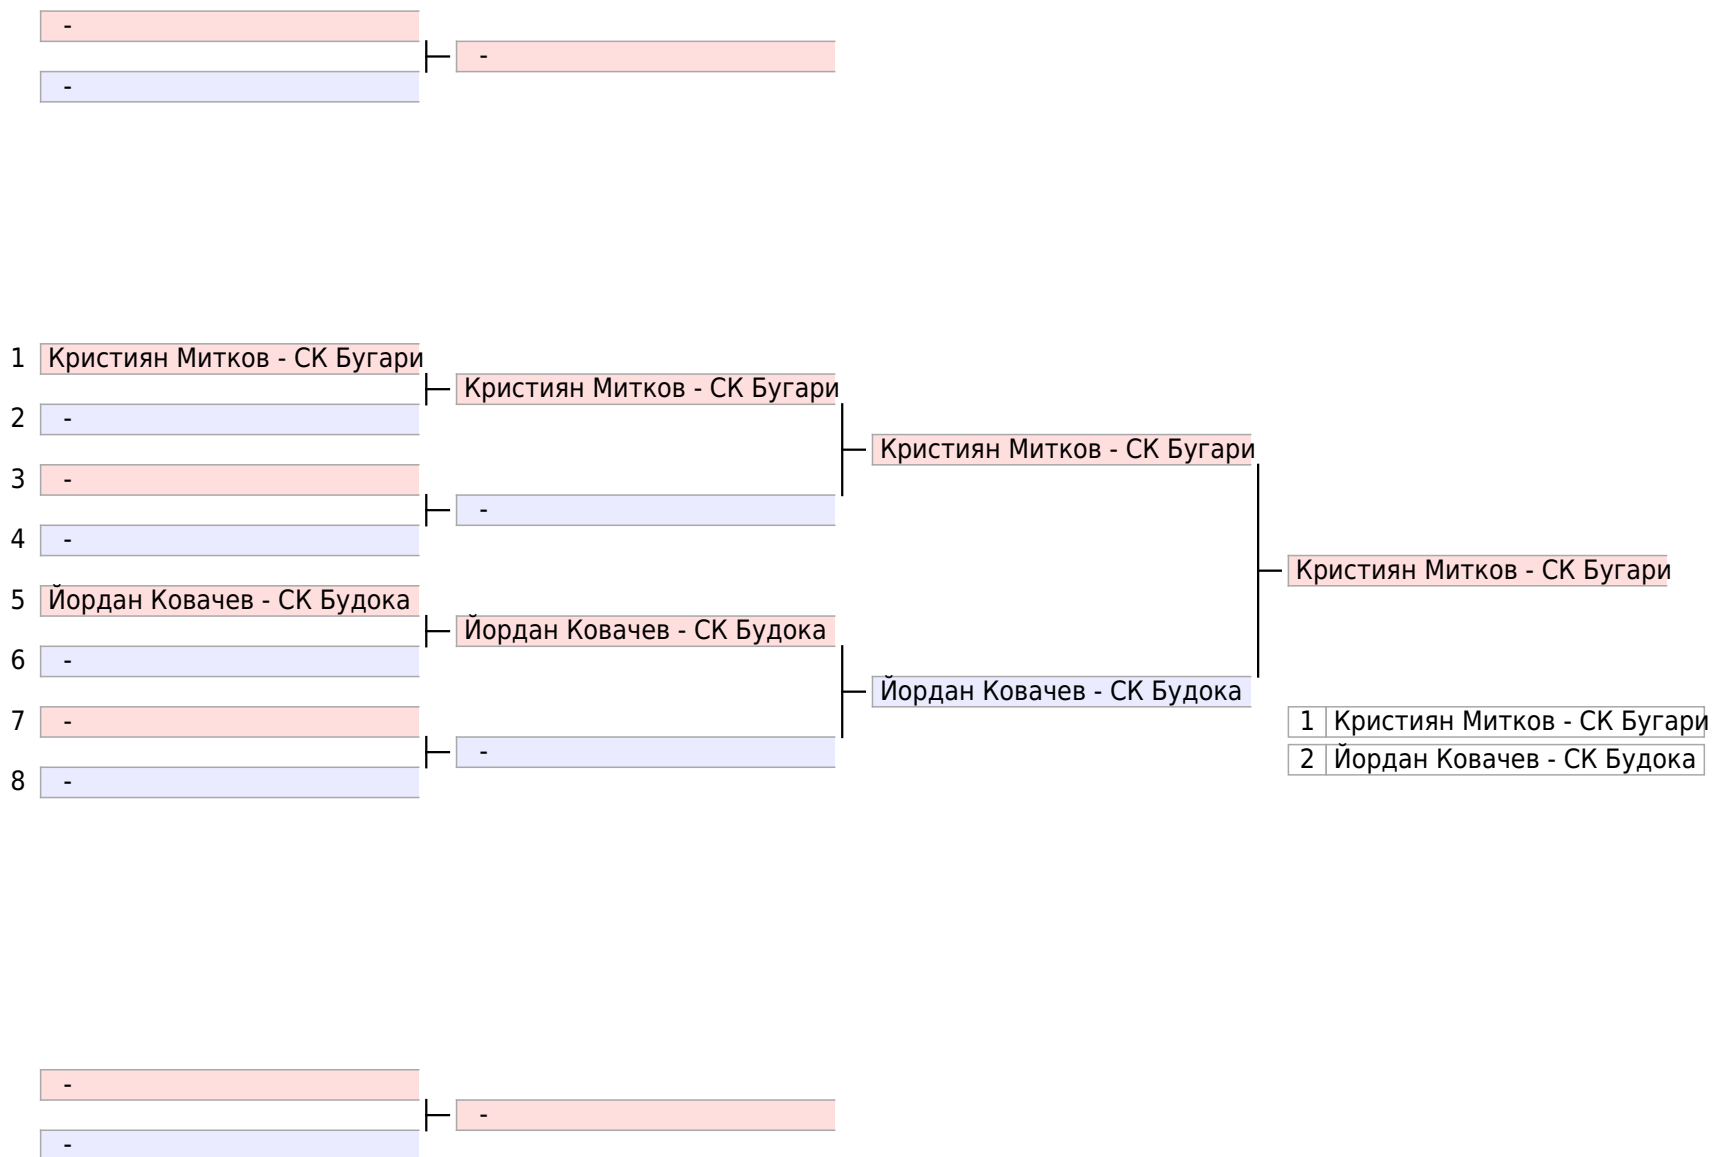 -
-
-
1 Кристиян Митков - СК Бугари
Кристиян Митков - СК Бугари
2 -
Кристиян Митков - СК Бугари
3 -
-
4 -
Кристиян Митков - СК Бугари
5 Йордан Ковачев - СК Будока
Йордан Ковачев - СК Будока
6 -
Йордан Ковачев - СК Будока
7 -
1 Кристиян Митков - СК Бугари
-
2 Йордан Ковачев - СК Будока
8 -
-
-
-